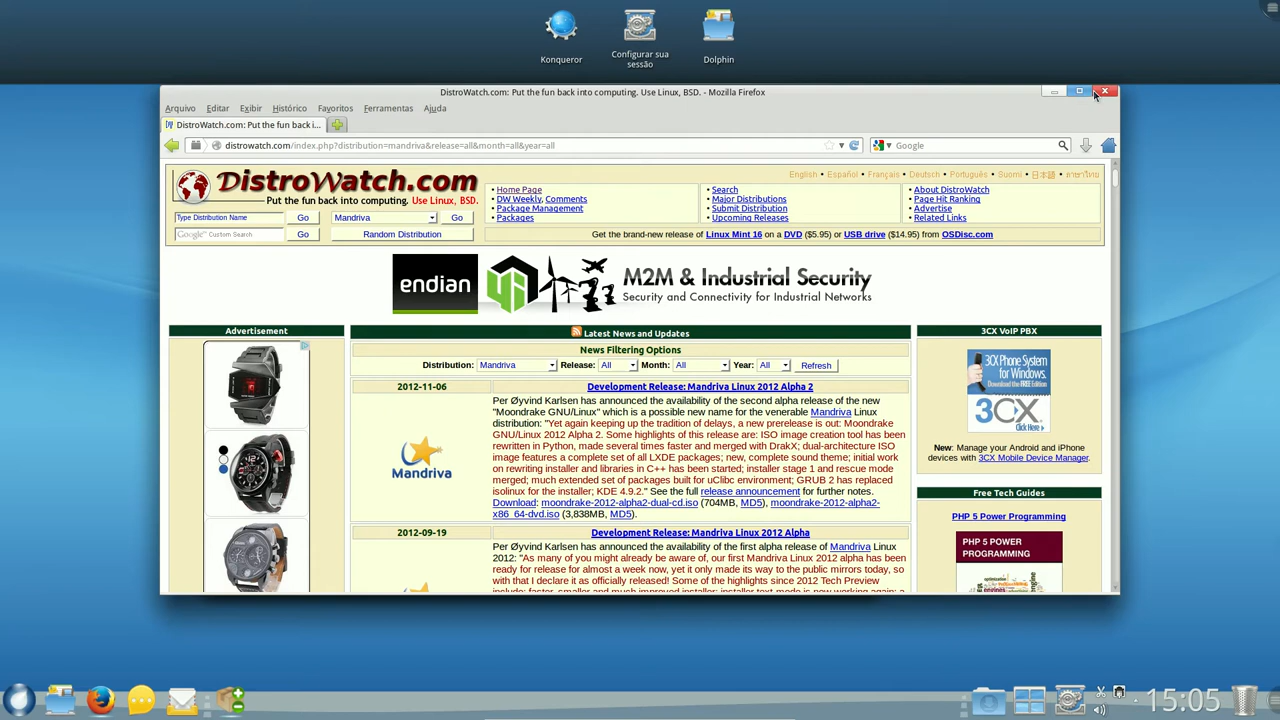 Konqueror
Configurar sua
sessão
Dolphin
DistroWatch.com: Put the fun back into computing. Use Linux, BSD. - Mozilla Firefox
Arquivo Editar Exibir Histórico Favoritos Ferramentas Ajuda
DistroWatch.com: Put the fun back i...
distrowatch.com/index.php?distribution=mandriva&release=all&month=all&year=all
Google
English • Español • Français • Deutsch • Português • Suomi • 日本語 • ภาษาไทย
DistroWatch.com
Put the fun back into computing. Use Linux, BSD.
• Home Page
• DW Weekly, Comments
• Package Management
• Packages
• Search
• Major Distributions
• Submit Distribution
• Upcoming Releases
• About DistroWatch
• Page Hit Ranking
• Advertise
• Related Links
Type Distribution Name Go Mandriva Go
Google™ Custom Search Go Random Distribution
Get the brand-new release of Linux Mint 16 on a DVD ($5.95) or USB drive ($14.95) from OSDisc.com
endian
M2M & Industrial Security
Security and Connectivity for Industrial Networks
Advertisement
Latest News and Updates
News Filtering Options
Distribution: Mandriva Release: All Month: All Year: All Refresh
2012-11-06
Development Release: Mandriva Linux 2012 Alpha 2
Mandriva
Per Øyvind Karlsen has announced the availability of the second alpha release of the new
"Moondrake GNU/Linux" which is a possible new name for the venerable Mandriva Linux
distribution: "Yet again keeping up the tradition of delays, a new prerelease is out: Moondrake
GNU/Linux 2012 Alpha 2. Some highlights of this release are: ISO image creation tool has been
rewritten in Python, made several times faster and merged with DrakX; dual-architecture ISO
image features a complete set of all LXDE packages; new, complete sound theme; initial work
on rewriting installer and libraries in C++ has been started; installer stage 1 and rescue mode
merged; much extended set of packages built for uClibc environment; GRUB 2 has replaced
isolinux for the installer; KDE 4.9.2." See the full release announcement for further notes.
Download: moondrake-2012-alpha2-dual-cd.iso (704MB, MD5), moondrake-2012-alpha2-
x86_64-dvd.iso (3,838MB, MD5).
2012-09-19
Development Release: Mandriva Linux 2012 Alpha
Per Øyvind Karlsen has announced the availability of the first alpha release of Mandriva Linux
2012: "As many of you might already be aware of, our first Mandriva Linux 2012 Alpha has been
ready for release for almost a week now, yet it only made its way to the public mirrors today, so
with that I declare it as officially released! Some of the highlights since 2012 Tech Preview
include: faster, smaller and much improved installer; installer text-mode is now working again; a
3CX VoIP PBX
3CX Phone System
for Windows.
Download the FREE Edition
3CX
Click Here
New: Manage your Android and iPhone
devices with 3CX Mobile Device Manager.
Free Tech Guides
PHP 5 Power Programming
PHP 5 POWER
PROGRAMMING
15:05